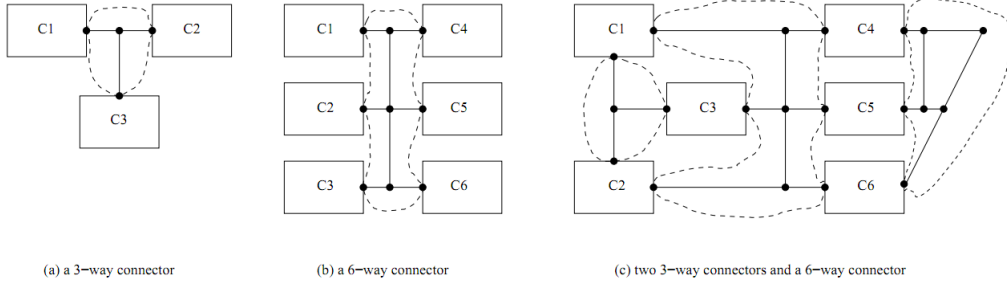 C1 C2
C3
(a) a 3−way connector
C1 C4
C2 C5
C3 C6
(b) a 6−way connector
C1 C4
C3 C5
C2 C6
(c) two 3−way connectors and a 6−way connector